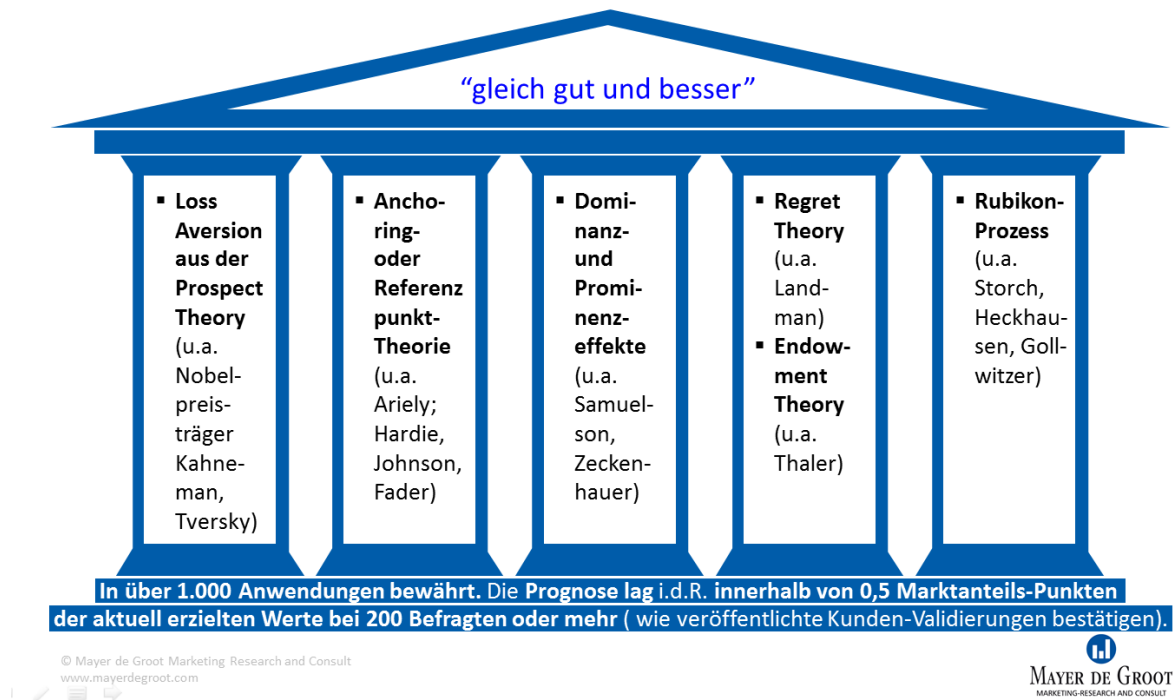 “gleich gut und besser”
▪ Loss
Aversion
aus der
Prospect
Theory
(u.a.
Nobel-
preis-
träger
Kahne-
man,
Tversky)
▪ Ancho-
ring-
oder
Referenz
punkt-
Theorie
(u.a.
Ariely;
Hardie,
Johnson,
Fader)
▪ Domi-
nanz-
und
Promi-
nenz-
effekte
(u.a.
Samuel-
son,
Zecken-
hauer)
▪ Regret
Theory
(u.a.
Land-
man)
▪ Endow-
ment
Theory
(u.a.
Thaler)
▪ Rubikon-
Prozess
(u.a.
Storch,
Heckhau-
sen, Goll-
witzer)
In über 1.000 Anwendungen bewährt. Die Prognose lag i.d.R. innerhalb von 0,5 Marktanteils-Punkten
der aktuell erzielten Werte bei 200 Befragten oder mehr ( wie veröffentlichte Kunden-Validierungen bestätigen).
© Mayer de Groot Marketing Research and Consult
www.mayerdegroot.com
MAYER DE GROOT
MARKETING-RESEARCH AND CONSULT